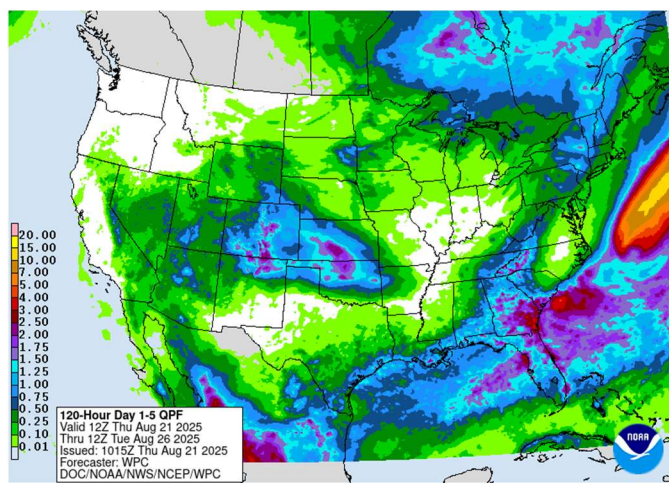 20.00
15.00
10.00
7.00
5.00
4.00
3.00
2.50
2.00
1.75
1.50
1.25
1.00
0.75
0.50
0.25
0.10
0.01
120-Hour Day 1-5 QPF
Valid 12Z Thu Aug 21 2025
Thru 12Z Tue Aug 26 2025
Issued: 1015Z Thu Aug 21 2025
Forecaster: WPC
DOC/NOAA/NWS/NCEP/WPC
NOAA